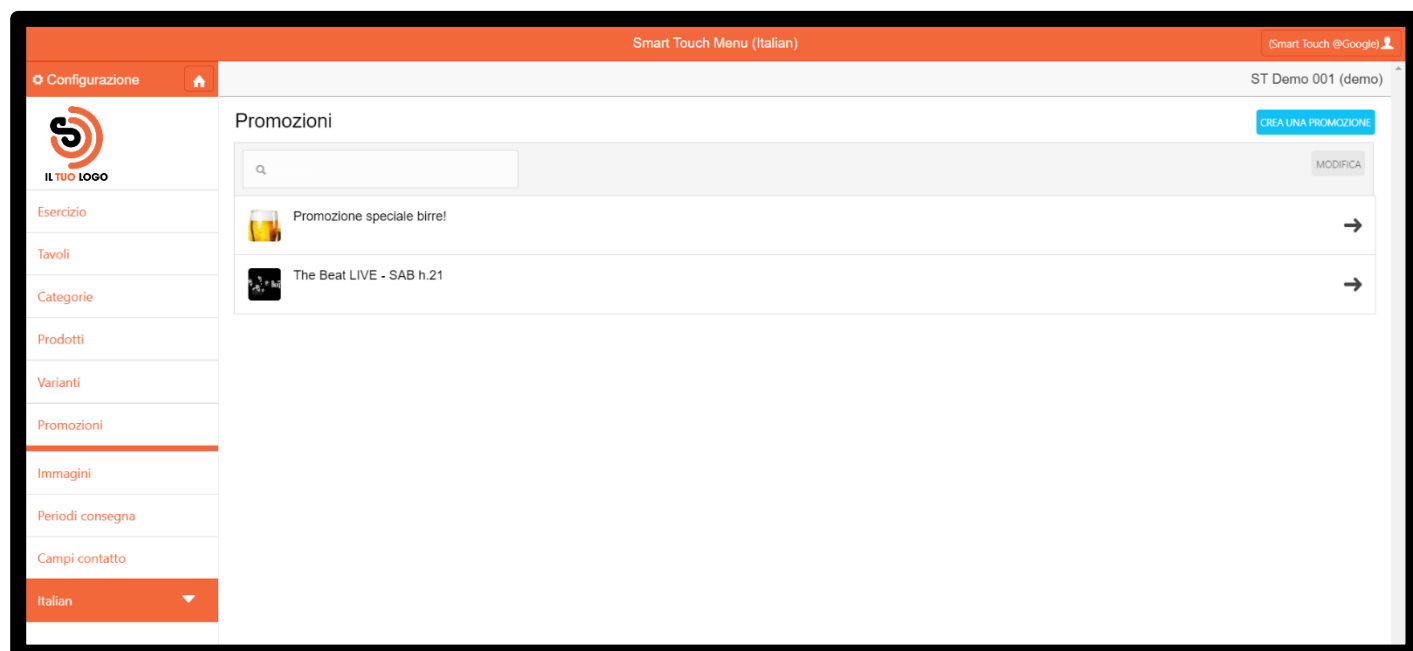 Smart Touch Menu (Italian)
(Smart Touch @Google)
Configurazione
ST Demo 001 (demo)
IL TUO LOGO
Promozioni
CREA UNA PROMOZIONE
MODIFICA
Esercizio
Tavoli
Categorie
Prodotti
Varianti
Promozioni
Immagini
Periodi consegna
Campi contatto
Italian
Promozione speciale birre!
The Beat LIVE - SAB h.21